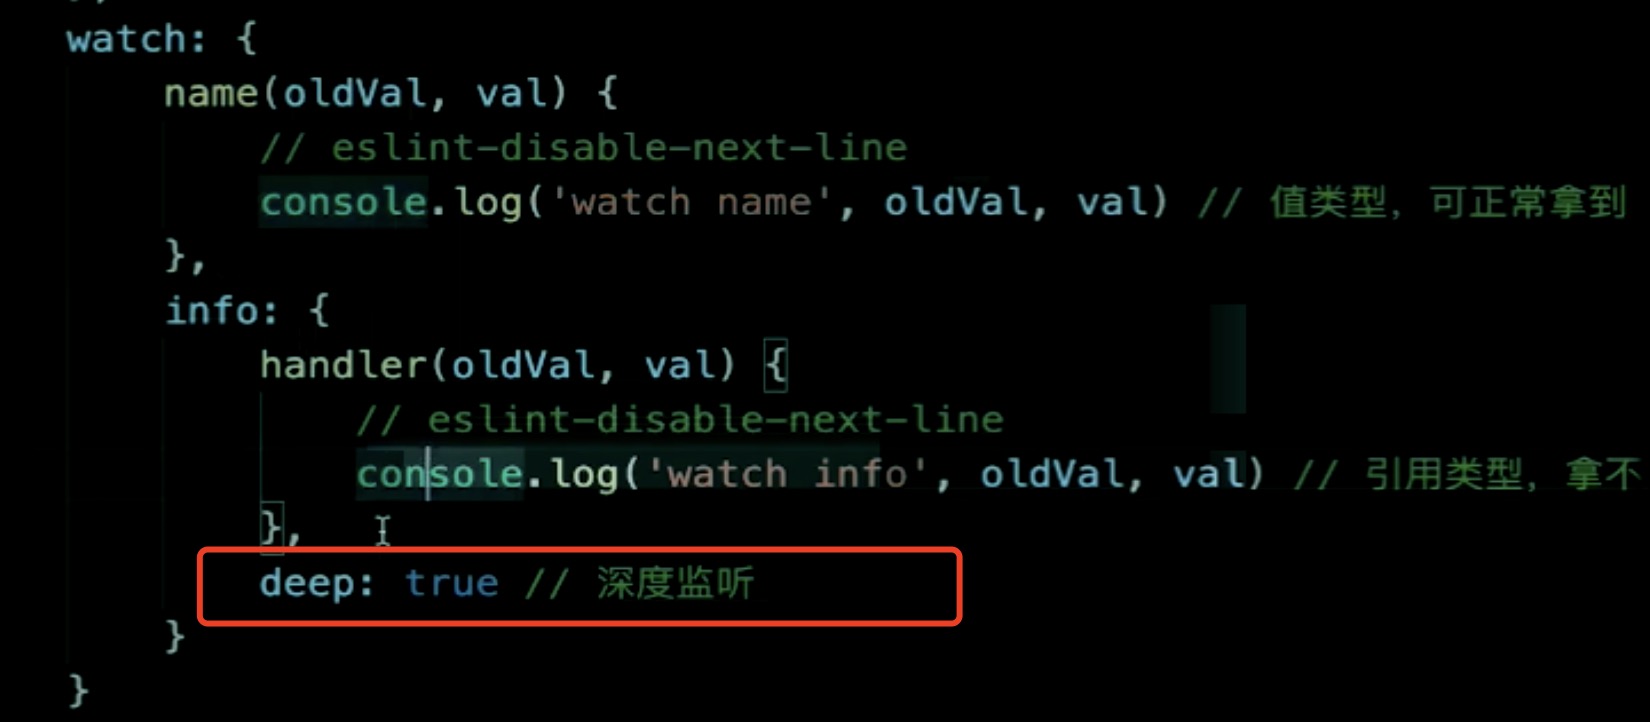 watch: {
name(oldVal, val) {
// eslint-disable-next-line
console.log('watch name', oldVal, val) // 值类型，可正常拿到
},
info: {
handler(oldVal, val) {
// eslint-disable-next-line
console.log('watch info', oldVal, val) // 引用类型，拿不
},
deep: true // 深度监听
}
}